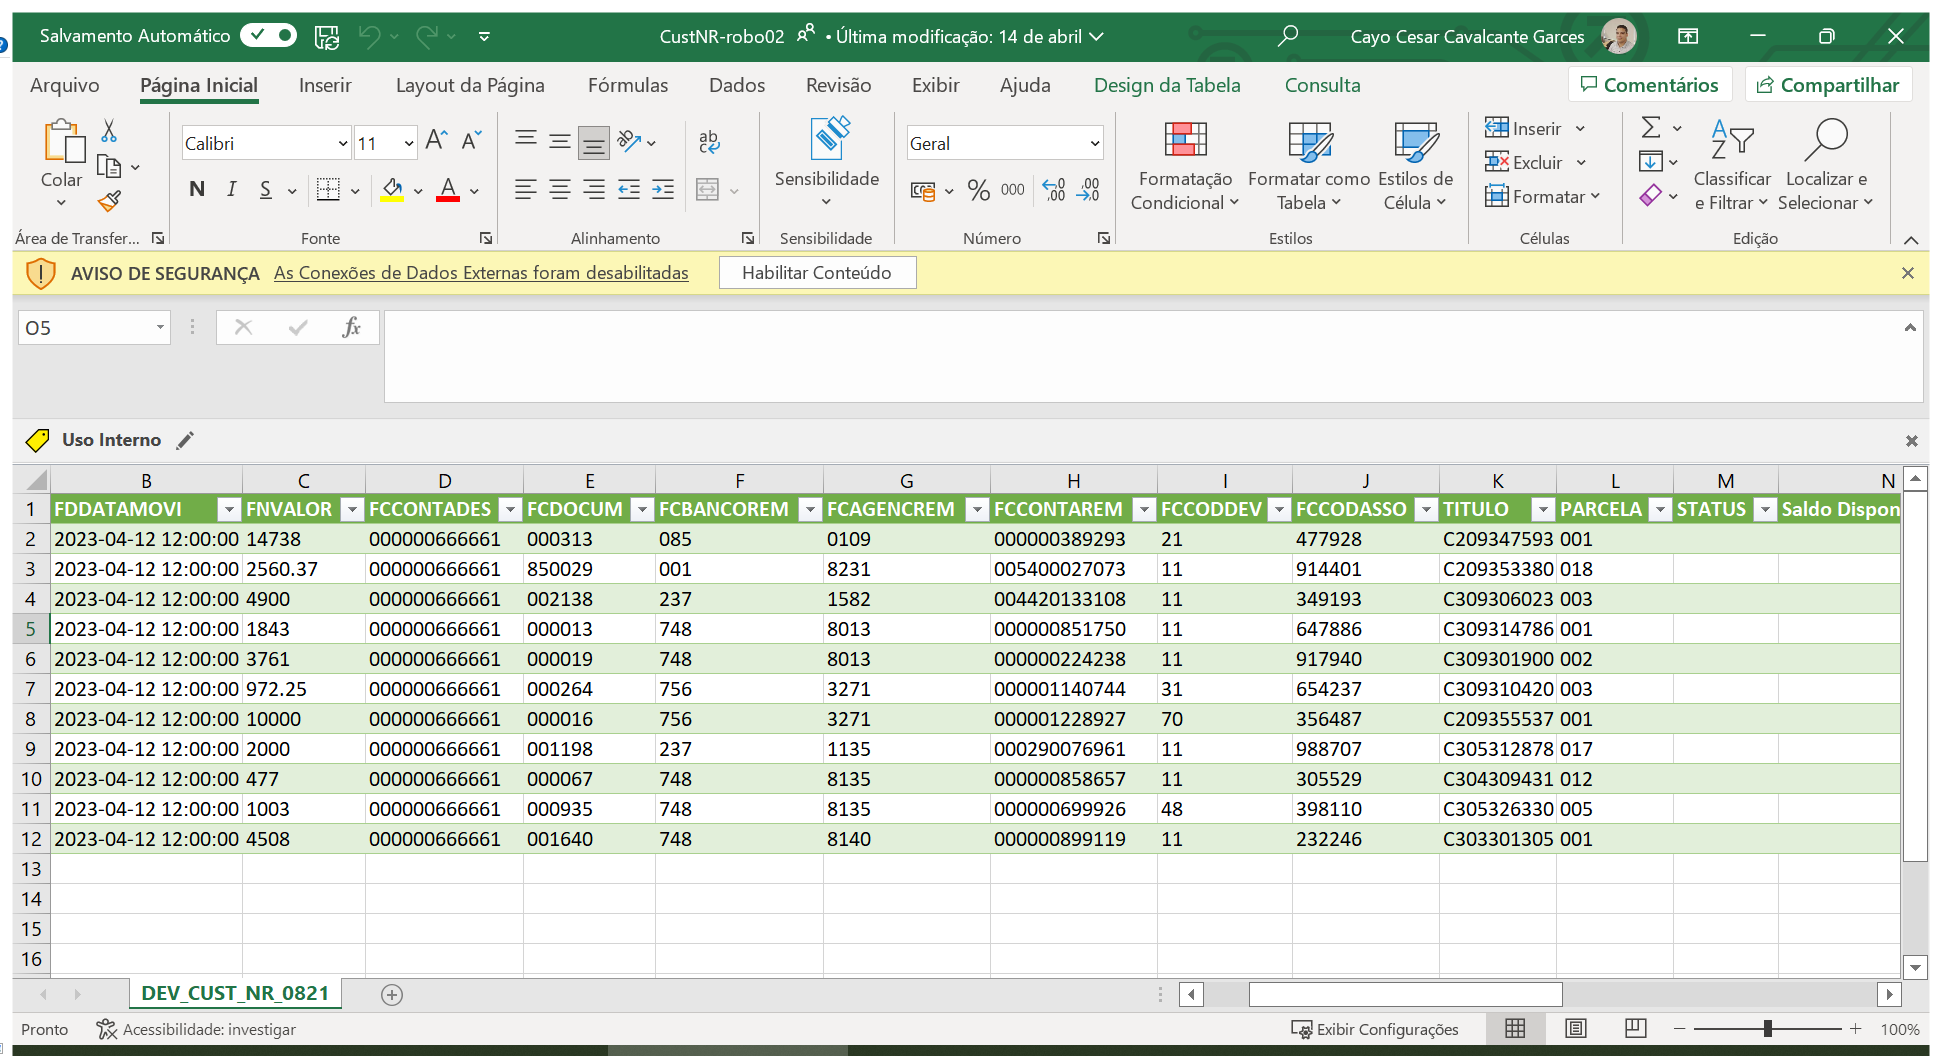 Salvamento Automático CustNR-robo02 • Última modificação: 14 de abril Cayo Cesar Cavalcante Garces
Arquivo Página Inicial Inserir Layout da Página Fórmulas Dados Revisão Exibir Ajuda Design da Tabela Consulta Comentários Compartilhar
Colar
Calibri 11
N I S
ab
Sensibilidade
Geral
% 000 ,00 ,00
Formatação Condicional
Formatar como Tabela
Estilos de Célula
Inserir
Excluir
Formatar
Classificar e Filtrar
Localizar e Selecionar
Área de Transfer... Fonte Alinhamento Sensibilidade Número Estilos Células Edição
AVISO DE SEGURANÇA As Conexões de Dados Externas foram desabilitadas Habilitar Conteúdo
O5 fx
Uso Interno
B C D E F G H I J K L M N
1 FDDATAMOVI FNVALOR FCCONTADES FCDOCUM FCBANCOREM FCAGENCREM FCCONTAREM FCCODDEV FCCODASSO TITULO PARCELA STATUS Saldo Dispon
2 2023-04-12 12:00:00 14738 000000666661 000313 085 0109 000000389293 21 477928 C209347593 001
3 2023-04-12 12:00:00 2560.37 000000666661 850029 001 8231 005400027073 11 914401 C209353380 018
4 2023-04-12 12:00:00 4900 000000666661 002138 237 1582 004420133108 11 349193 C309306023 003
5 2023-04-12 12:00:00 1843 000000666661 000013 748 8013 000000851750 11 647886 C309314786 001
6 2023-04-12 12:00:00 3761 000000666661 000019 748 8013 000000224238 11 917940 C309301900 002
7 2023-04-12 12:00:00 972.25 000000666661 000264 756 3271 000001140744 31 654237 C309310420 003
8 2023-04-12 12:00:00 10000 000000666661 000016 756 3271 000001228927 70 356487 C209355537 001
9 2023-04-12 12:00:00 2000 000000666661 001198 237 1135 000290076961 11 988707 C305312878 017
10 2023-04-12 12:00:00 477 000000666661 000067 748 8135 000000858657 11 305529 C304309431 012
11 2023-04-12 12:00:00 1003 000000666661 000935 748 8135 000000699926 48 398110 C305326330 005
12 2023-04-12 12:00:00 4508 000000666661 001640 748 8140 000000899119 11 232246 C303301305 001
13
14
15
16
DEV_CUST_NR_0821
Pronto Acessibilidade: investigar Exibir Configurações 100%